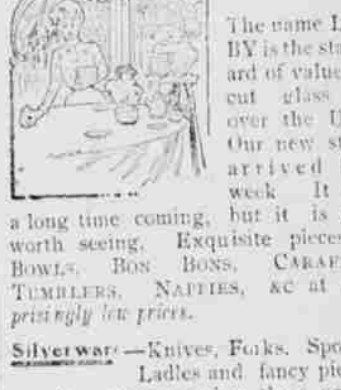 The name L
BY is the sta
ard of value
cut glass
over the U
Our new st
arrived
week It
a long time coming, but it is
worth seeing. Exquisite pieces
BOWLS, BON BONS, CARAF
TUMBLERS, NAPPIES, &C at
prisingly low prices.
Silverware—Knives, Forks. Spo
Ladles and fancy pie